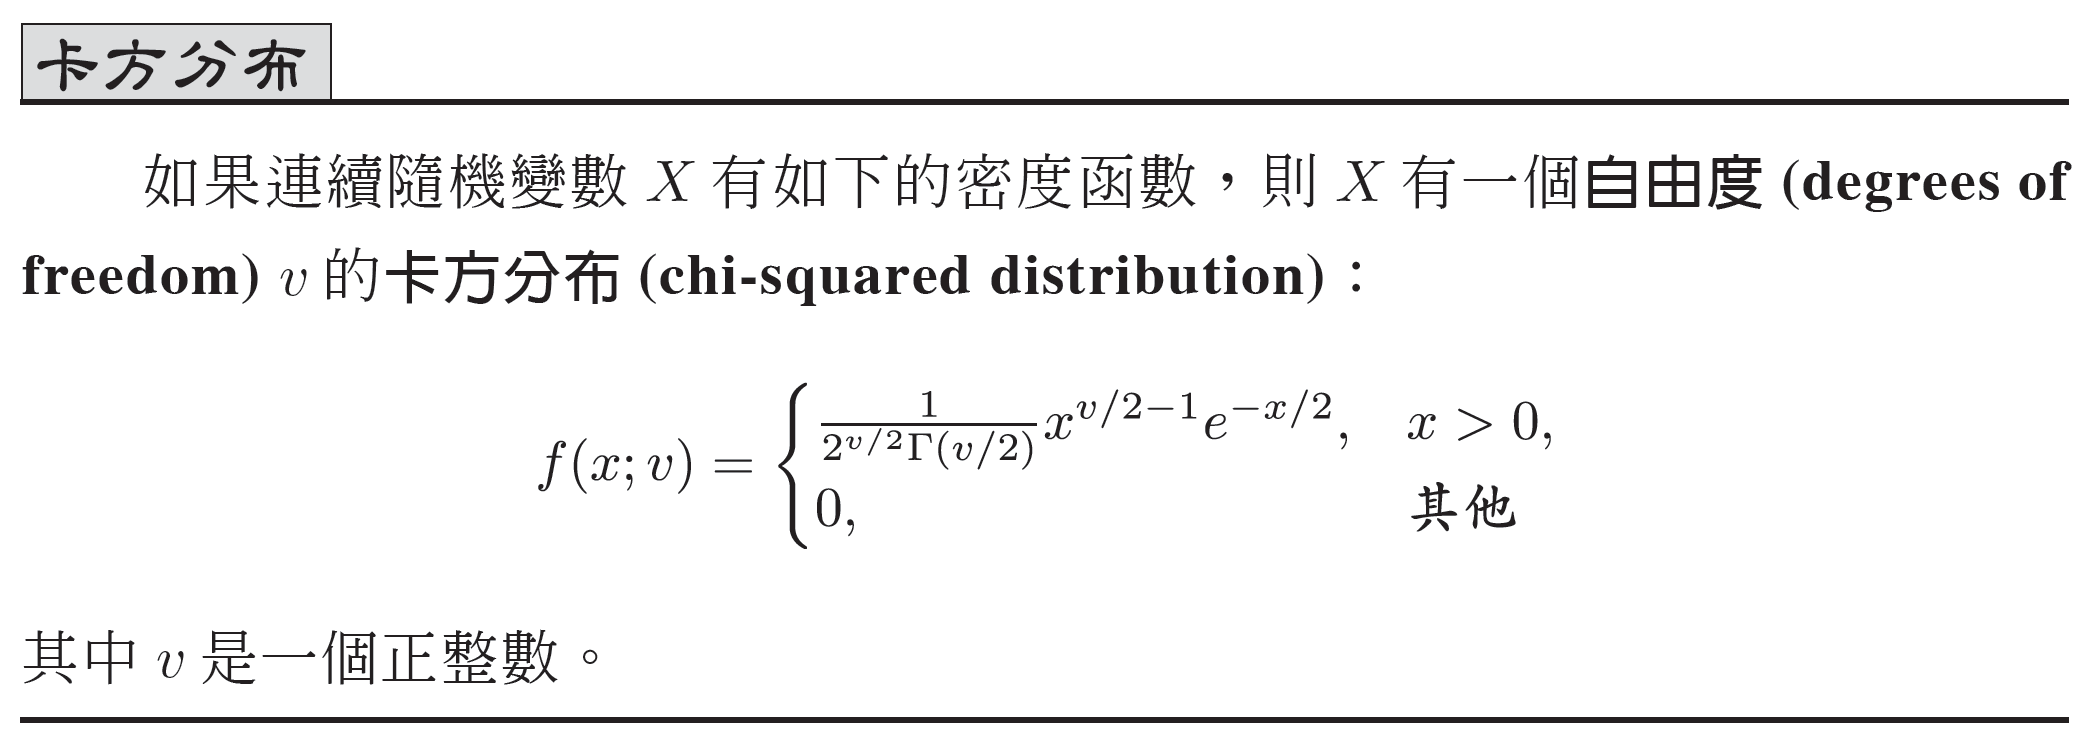 卡方分布
如果連續隨機變數 X 有如下的密度函數，則 X 有一個自由度 (degrees of
freedom) v 的卡方分布 (chi-squared distribution)：
f(x; v) = { \frac{1}{2^{v/2}Γ(v/2)} x^{v/2−1} e^{−x/2}, x > 0,
0, 其他
其中 v 是一個正整數。